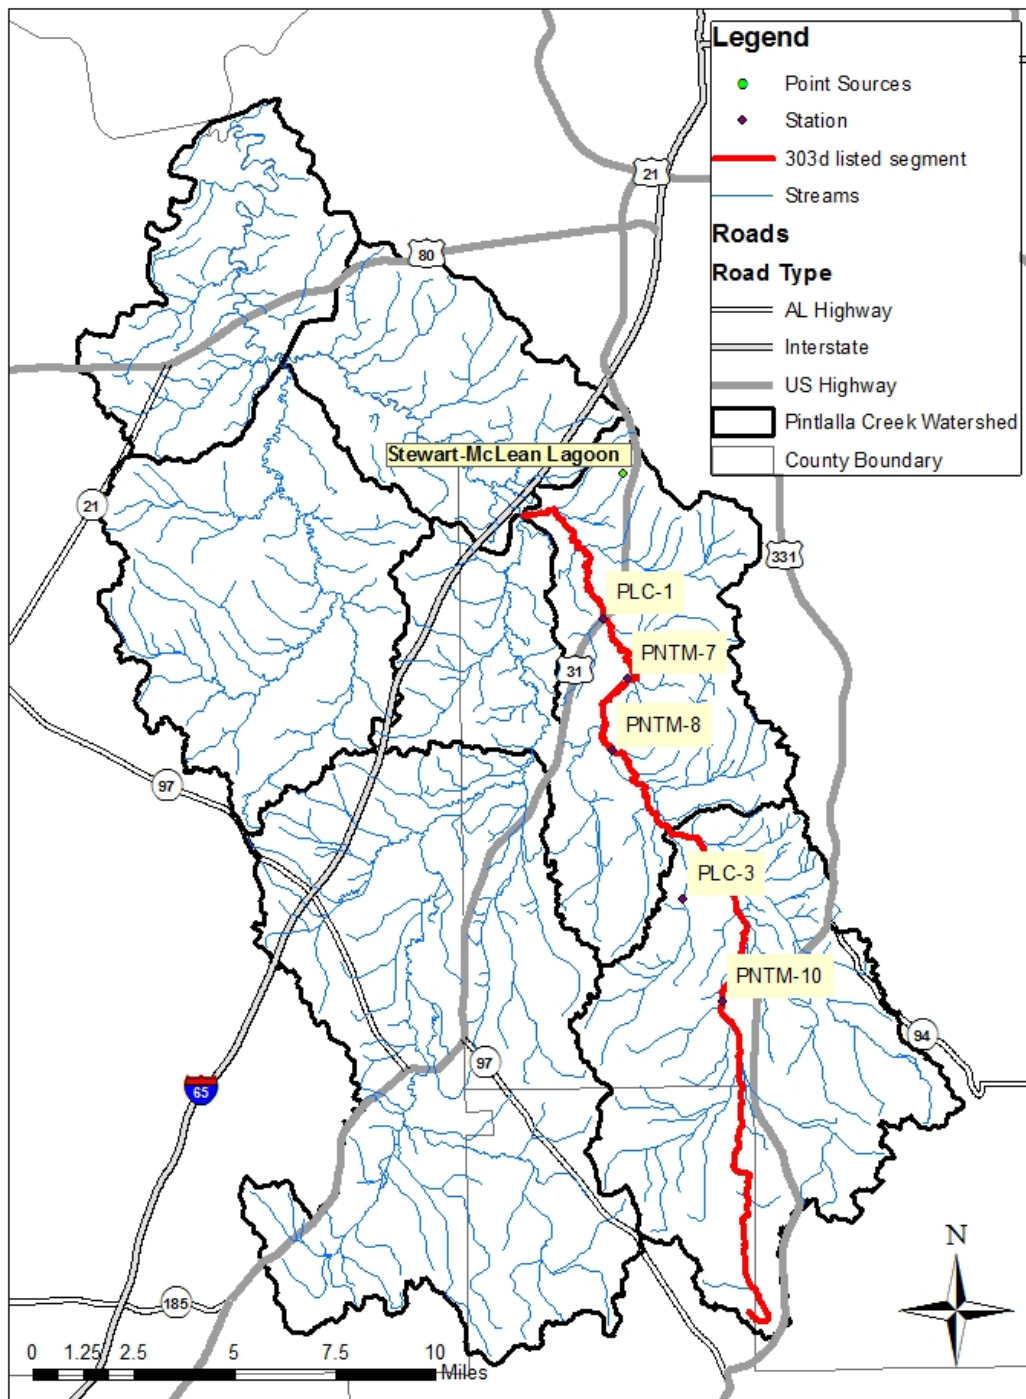 Legend
Point Sources
Station
303d listed segment
Streams
Roads
Road Type
AL Highway
Interstate
US Highway
Pintlalla Creek Watershed
County Boundary
21
80
Stewart-McLean Lagoon
21
331
PLC-1
PNTM-7
31
PNTM-8
97
PLC-3
PNTM-10
94
97
65
N
185
0 1.25 2.5 5 7.5 10
Miles